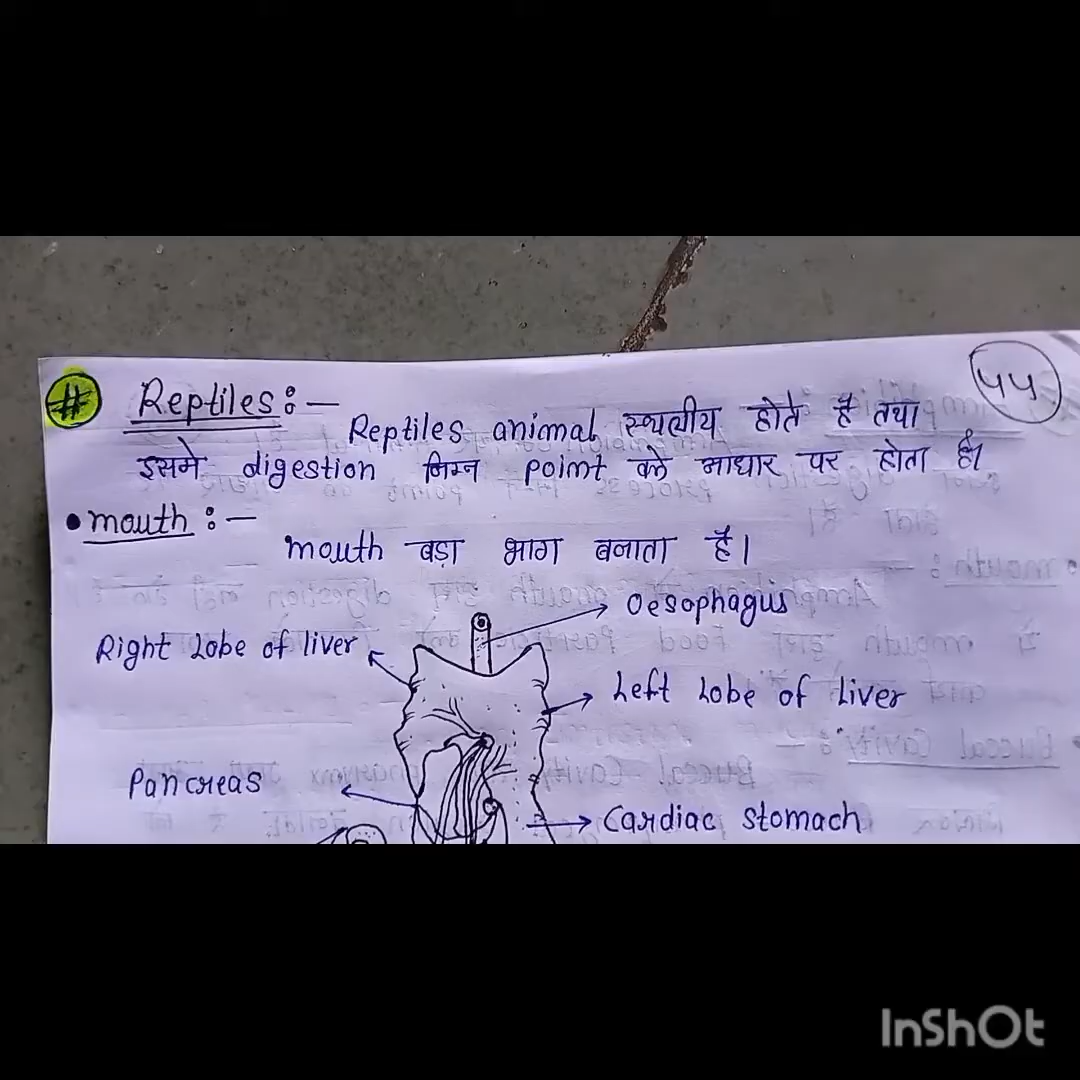 # Reptiles :-
५५
Reptiles animal स्थलीय होते है तथा
इसमे digestion निम्न point के आधार पर होता है।
• mouth :-
mouth बड़ा भाग बनाता है।
Oesophagus
Right Lobe of liver
Left Lobe of Liver
Pancreas
Cardiac stomach
InShOt